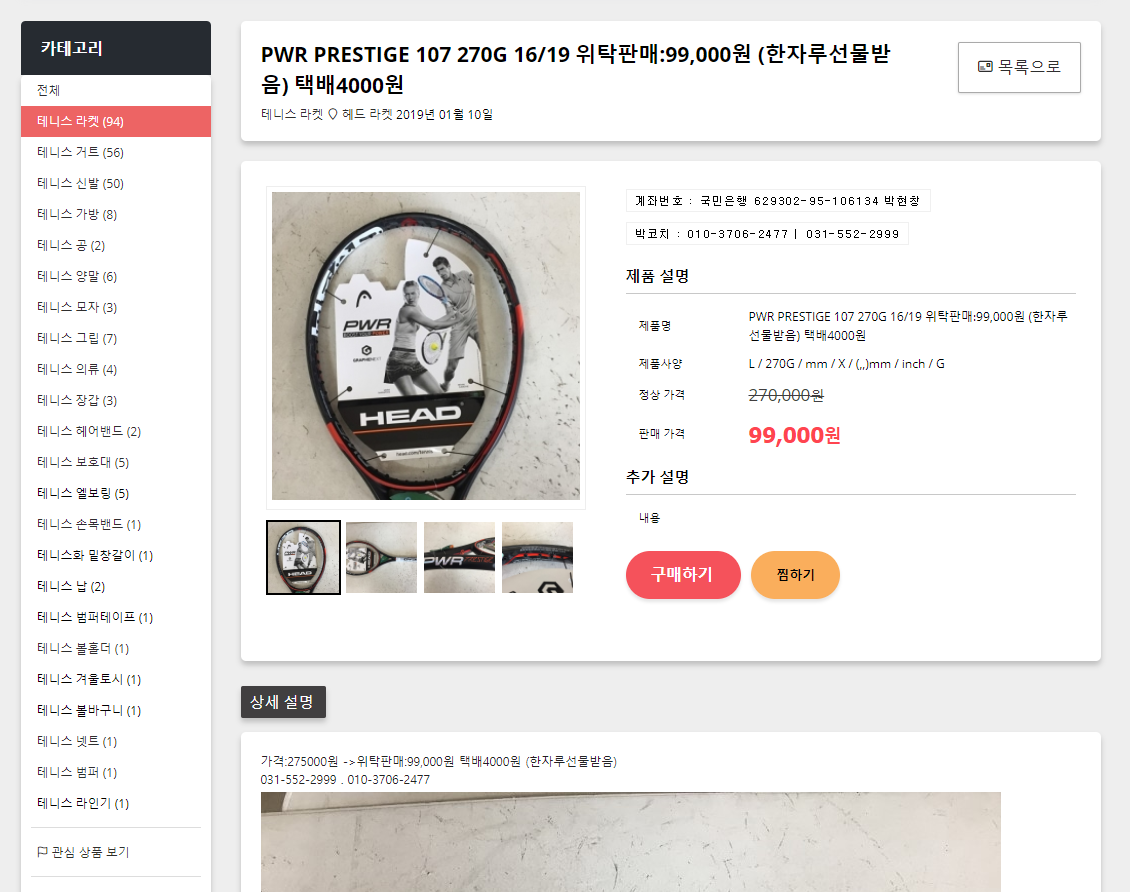 카테고리
전체
테니스 라켓 (94)
테니스 거트 (56)
테니스 신발 (50)
테니스 가방 (8)
테니스 공 (2)
테니스 양말 (6)
테니스 모자 (3)
테니스 그립 (7)
테니스 의류 (4)
테니스 장갑 (3)
테니스 헤어밴드 (2)
테니스 보호대 (5)
테니스 엘보링 (5)
테니스 손목밴드 (1)
테니스화 밑창갈이 (1)
테니스 납 (2)
테니스 범퍼테이프 (1)
테니스 볼홀더 (1)
테니스 겨울토시 (1)
테니스 볼바구니 (1)
테니스 넷트 (1)
테니스 범퍼 (1)
테니스 라인기 (1)
관심 상품 보기
PWR PRESTIGE 107 270G 16/19 위탁판매:99,000원 (한자루선물받
음) 택배4000원
테니스 라켓 헤드 라켓 2019년 01월 10일
목록으로
PWR
GRAPHENE XT
HEAD
head.com/tennis
HEAD
PWR
계좌번호 : 국민은행 629302-95-106134 박현창
박코치 : 010-3706-2477 | 031-552-2999
제품 설명
제품명
PWR PRESTIGE 107 270G 16/19 위탁판매:99,000원 (한자루
선물받음) 택배4000원
제품사양
L / 270G / mm / X / (,,)mm / inch / G
정상 가격
270,000원
판매 가격
99,000원
추가 설명
내용
구매하기
찜하기
상세 설명
가격:275000원 ->위탁판매:99,000원 택배4000원 (한자루선물받음)
031-552-2999 . 010-3706-2477